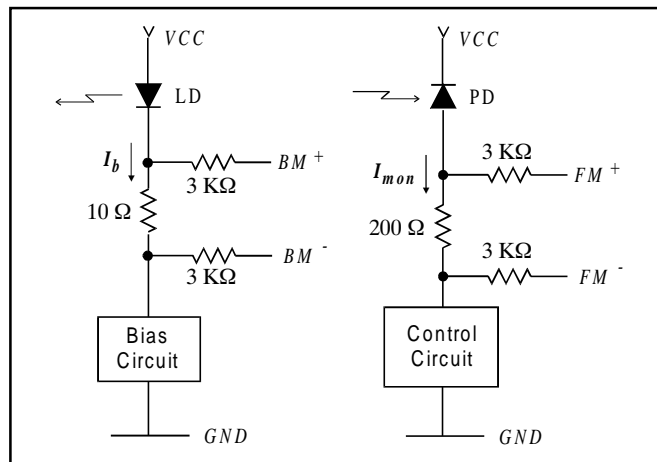 VCC
LD
I_b
BM +
3 KΩ
10 Ω
BM -
3 KΩ
Bias
Circuit
GND
VCC
PD
3 KΩ
I_mon
FM +
200 Ω
3 KΩ
FM -
Control
Circuit
GND